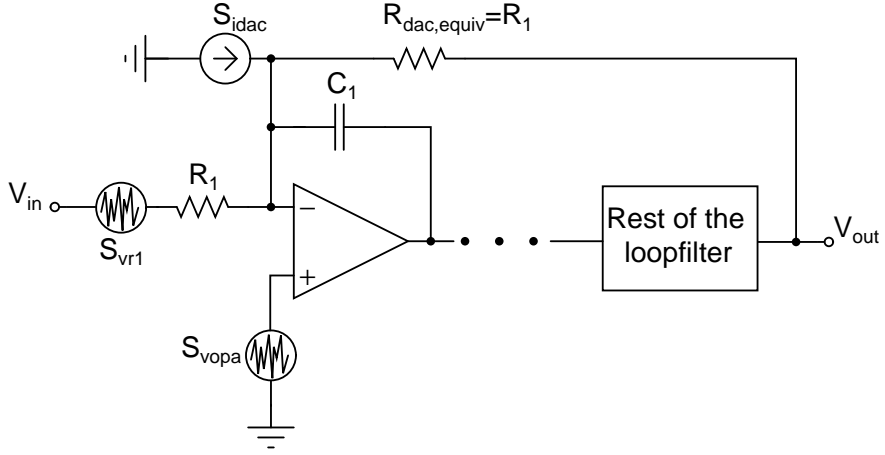 S_idac
R_dac,equiv=R_1
C_1
R_1
V_in
S_vr1
−
+
Rest of the
loopfilter
V_out
S_vopa